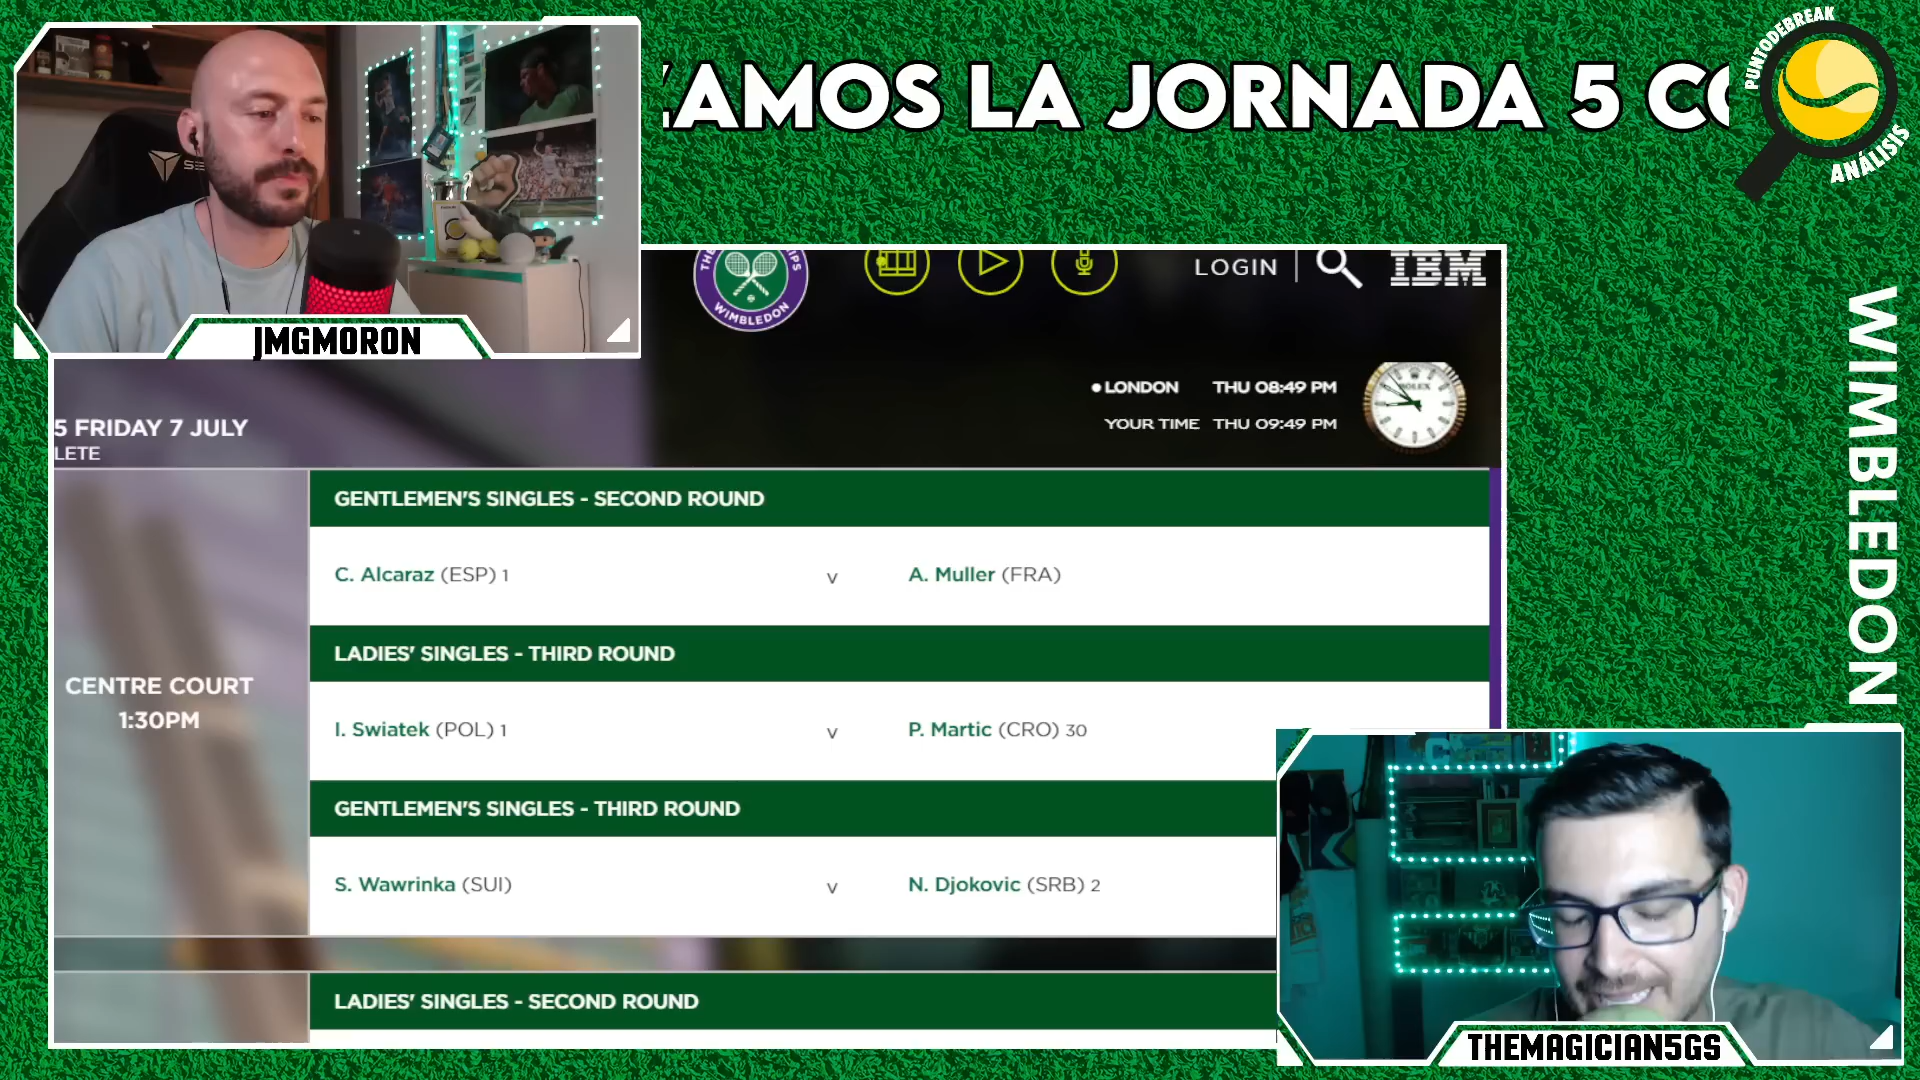 ZAMOS LA JORNADA 5 CO
PUNTODEBREAK
ANÁLISIS
JMGMORON
WIMBLEDON
LOGIN
IBM
LONDON THU 08:49 PM
YOUR TIME THU 09:49 PM
ROLEX
5 FRIDAY 7 JULY
LETE
GENTLEMEN'S SINGLES - SECOND ROUND
C. Alcaraz (ESP) 1 v A. Muller (FRA)
LADIES' SINGLES - THIRD ROUND
CENTRE COURT
1:30PM
I. Swiatek (POL) 1 v P. Martic (CRO) 30
GENTLEMEN'S SINGLES - THIRD ROUND
S. Wawrinka (SUI) v N. Djokovic (SRB) 2
LADIES' SINGLES - SECOND ROUND
WIMBLEDON
THEMAGICIAN5GS